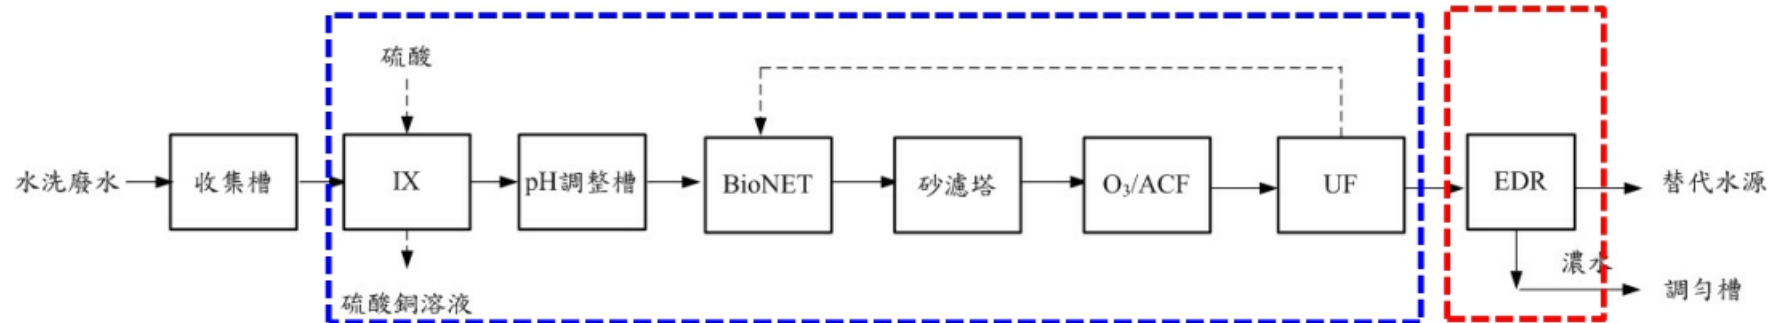 硫酸
水洗廢水
收集槽
IX
pH調整槽
BioNET
砂濾塔
O₃/ACF
UF
EDR
替代水源
濃水
調勻槽
硫酸銅溶液